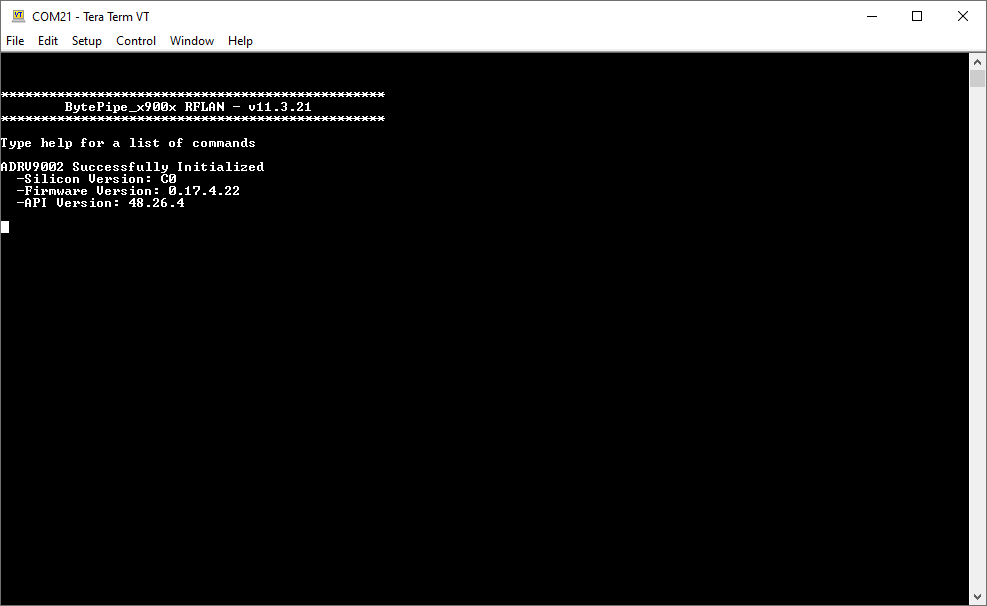 COM21 - Tera Term VT
File Edit Setup Control Window Help
************************************************
BytePipe_x900x RFLAN - v11.3.21
************************************************
Type help for a list of commands
ADRV9002 Successfully Initialized
-Silicon Version: C0
-Firmware Version: 0.17.4.22
-API Version: 48.26.4